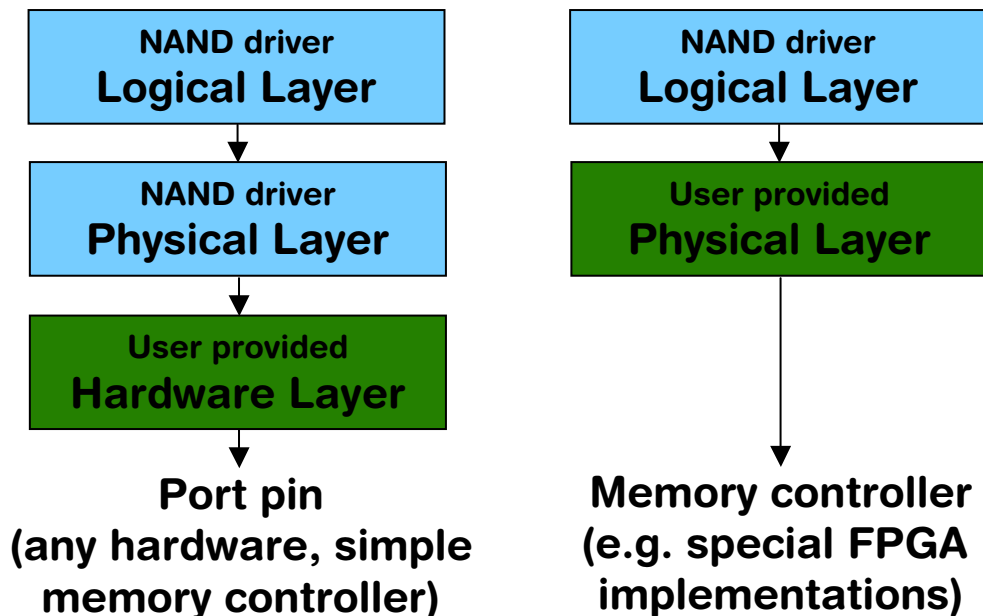 NAND driver
Logical Layer
NAND driver
Physical Layer
User provided
Hardware Layer
Port pin
(any hardware, simple
memory controller)
NAND driver
Logical Layer
User provided
Physical Layer
Memory controller
(e.g. special FPGA
implementations)